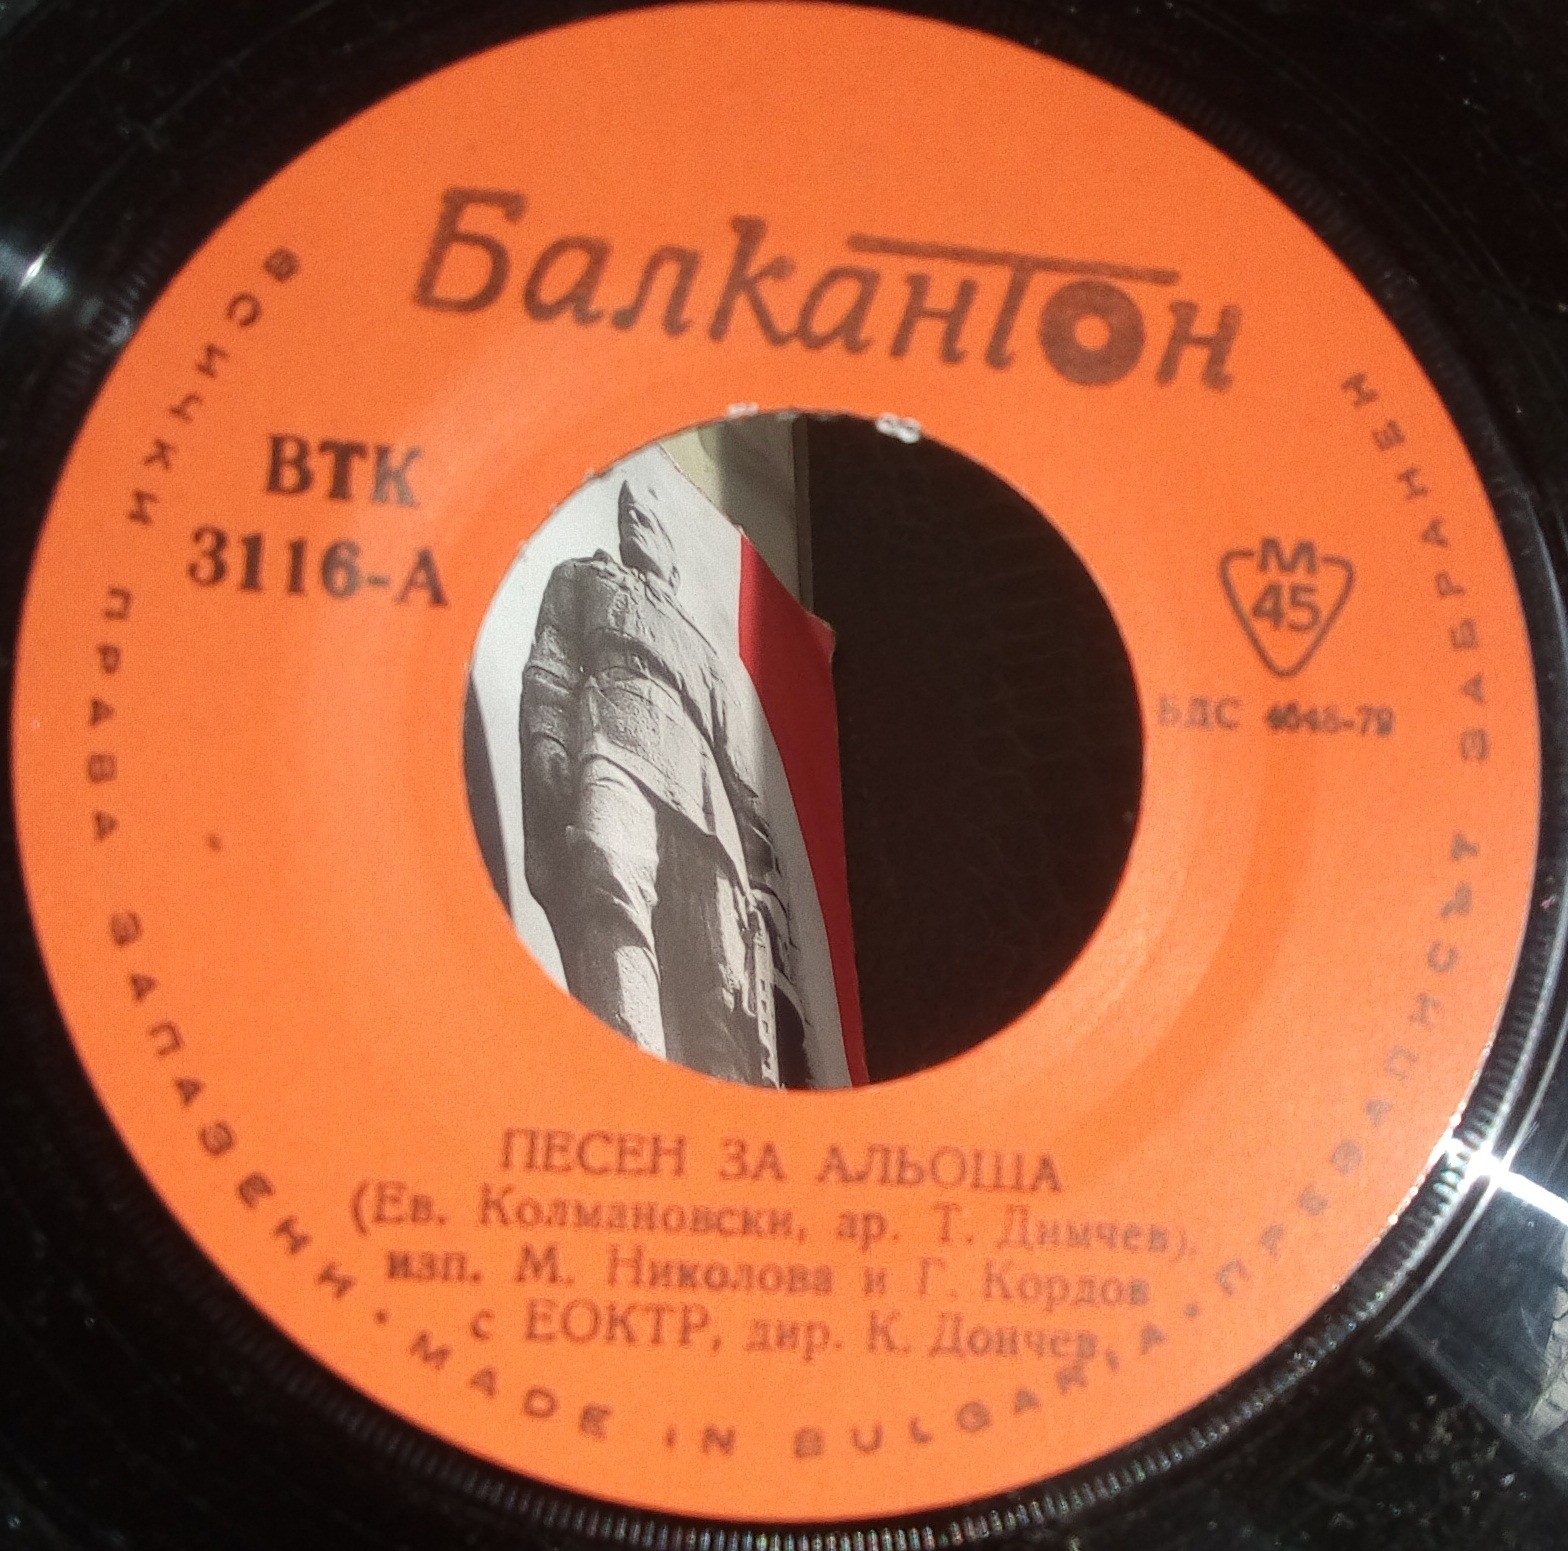 Балкантон
ВТК
3116-А
М
45
БДС 4048-79
ПЕСЕН ЗА АЛЬОША
(Ев. Колмановски, ар. Т. Димчев).
изп. М. Николова и Г. Кордов
с ЕОКТР, дир. К. Дончев.
ВСИЧКИ ПРАВА ЗАПАЗЕНИ · MADE IN BULGARIA · ПРЕЗАПИСЪТ ЗАБРАНЕН